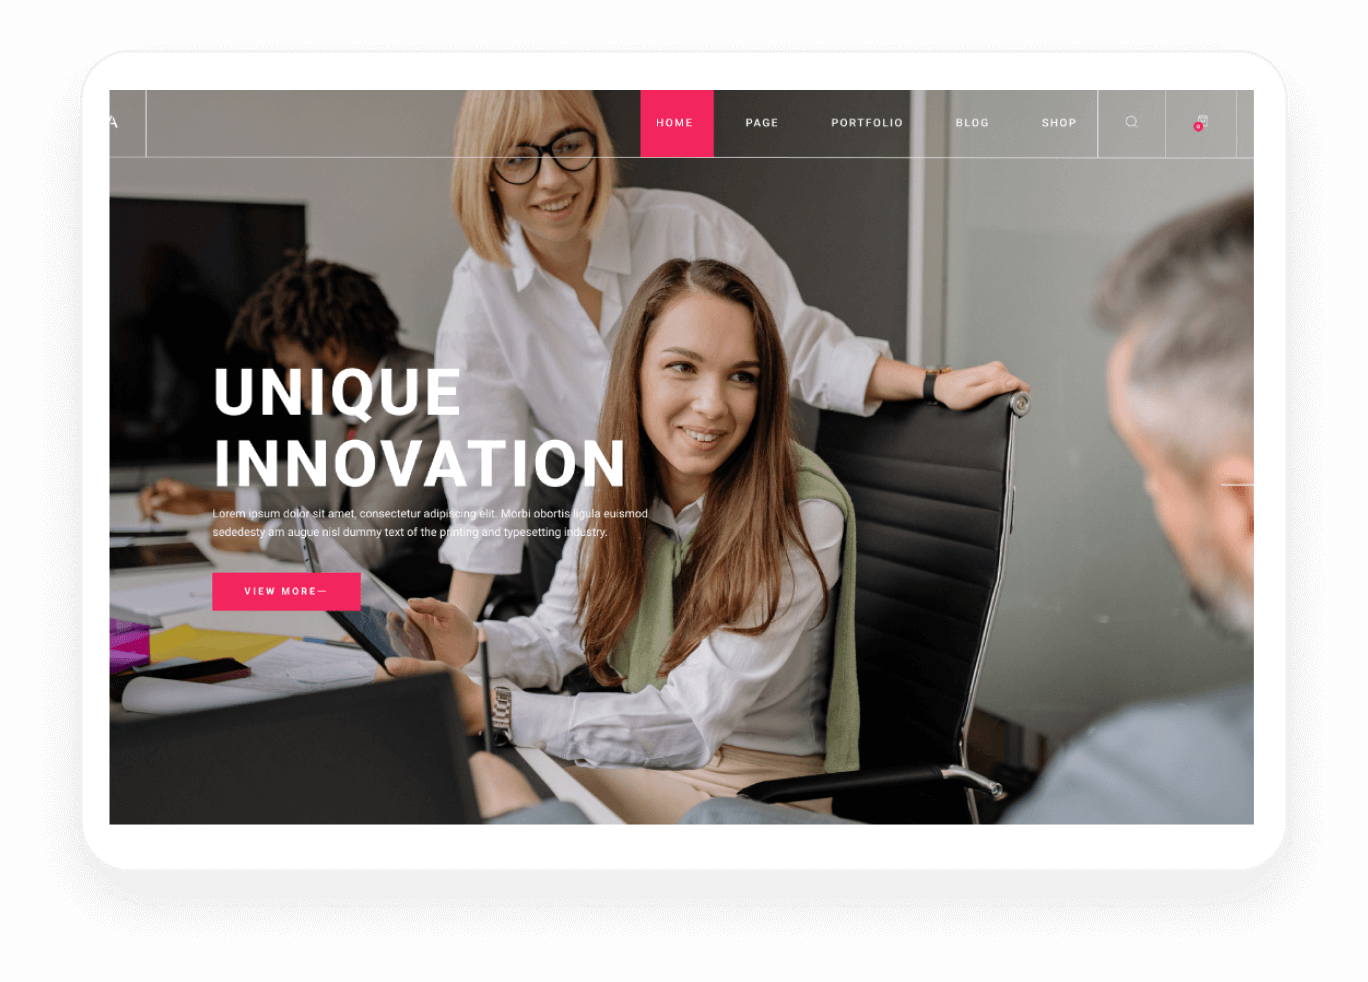 A
HOME PAGE PORTFOLIO BLOG SHOP
0
UNIQUE
INNOVATION
Lorem ipsum dolor sit amet, consectetur adipiscing elit. Morbi obortis ligula euismod
sededesty am augue nisl dummy text of the printing and typesetting industry.
VIEW MORE—